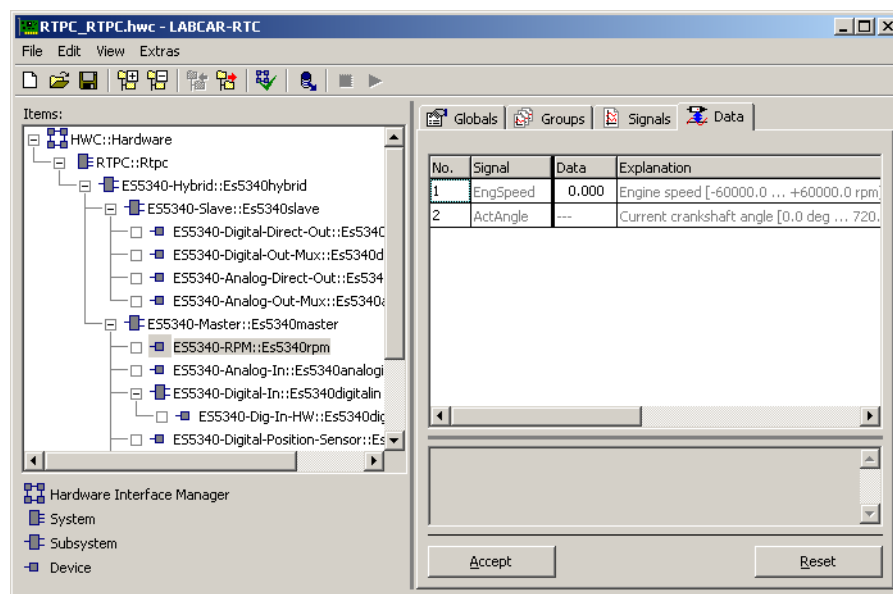 RTPC_RTPC.hwc - LABCAR-RTC
File Edit View Extras
Items:
HWC::Hardware
RTPC::Rtpc
ES5340-Hybrid::Es5340hybrid
ES5340-Slave::Es5340slave
ES5340-Digital-Direct-Out::Es534C
ES5340-Digital-Out-Mux::Es5340d
ES5340-Analog-Direct-Out::Es534
ES5340-Analog-Out-Mux::Es5340a
ES5340-Master::Es5340master
ES5340-RPM::Es5340rpm
ES5340-Analog-In::Es5340analogi
ES5340-Digital-In::Es5340digitalin
ES5340-Dig-In-HW::Es5340dig
ES5340-Digital-Position-Sensor::Es
Hardware Interface Manager
System
Subsystem
Device
Globals Groups Signals Data
No. Signal Data Explanation
1 EngSpeed 0.000 Engine speed [-60000.0 ... +60000.0 rpm]
2 ActAngle --- Current crankshaft angle [0.0 deg ... 720.
Accept Reset